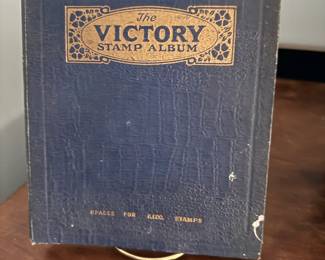 The
VICTORY
STAMP ALBUM
SPACES FOR STAMPS